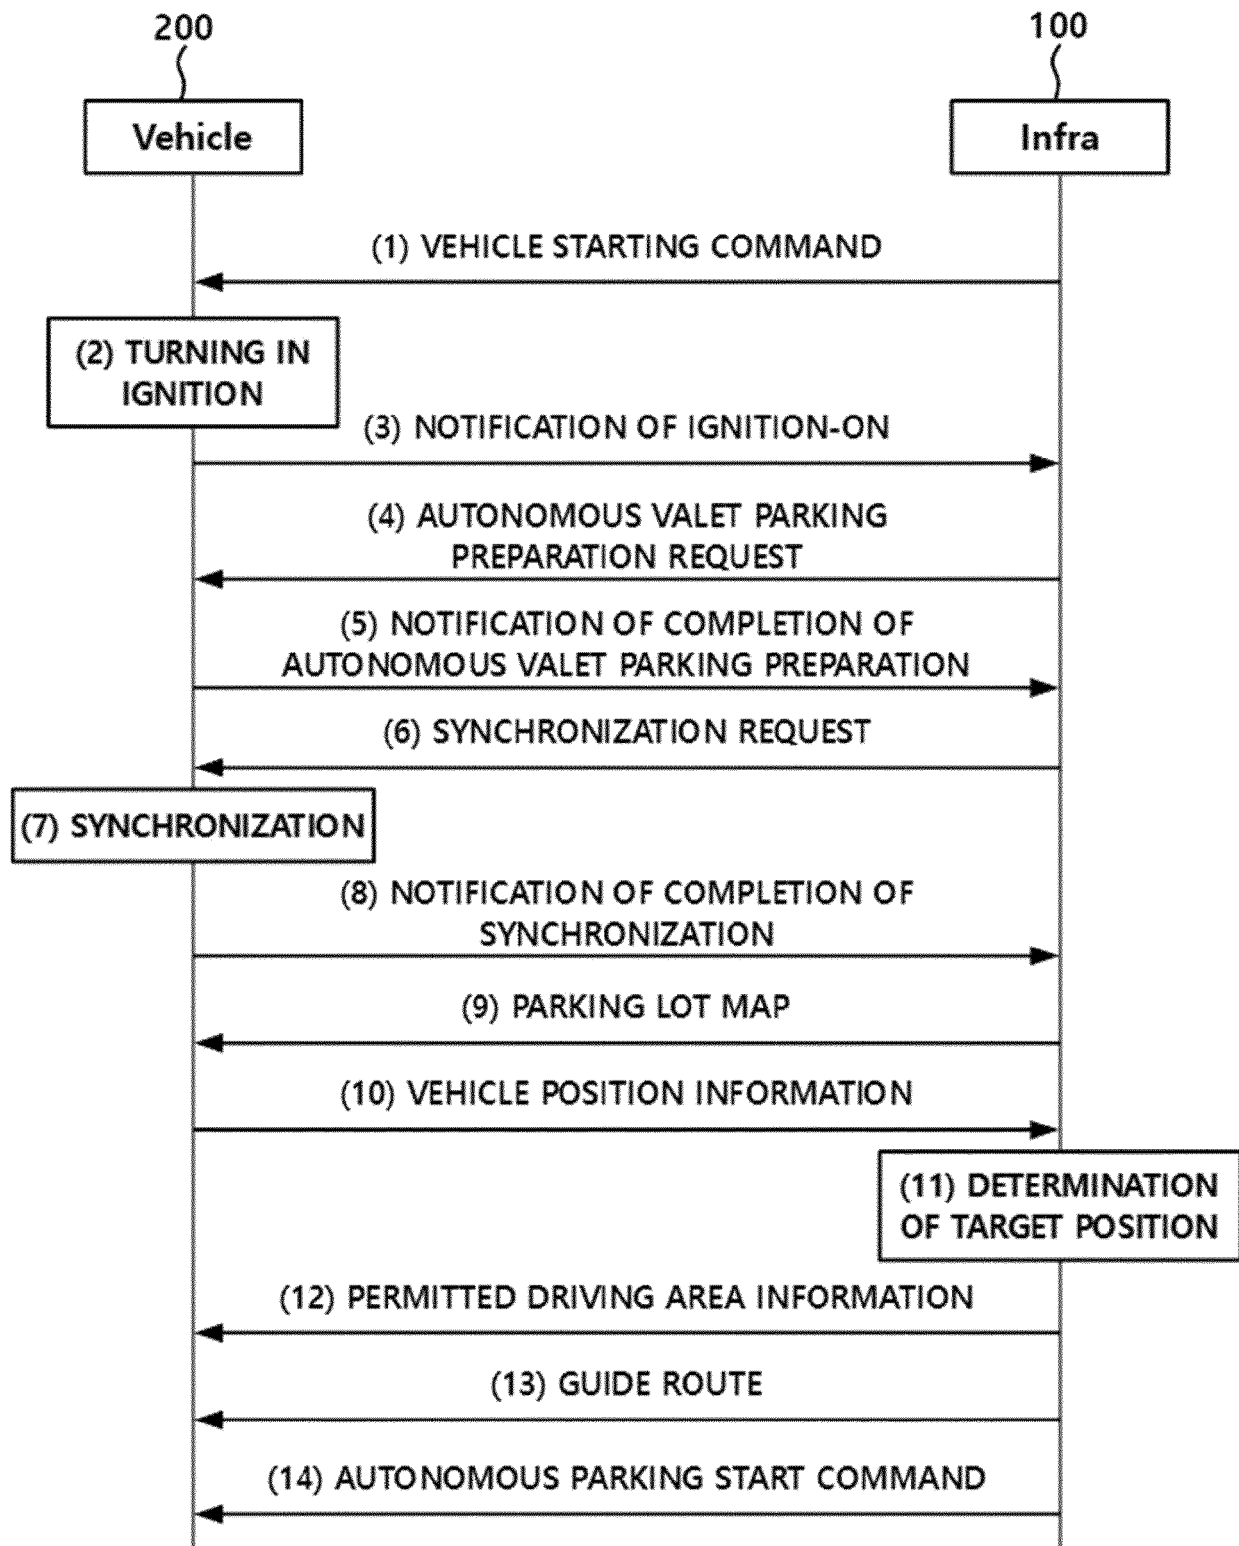 200
100
Vehicle
Infra
(1) VEHICLE STARTING COMMAND
(2) TURNING IN
IGNITION
(3) NOTIFICATION OF IGNITION-ON
(4) AUTONOMOUS VALET PARKING
PREPARATION REQUEST
(5) NOTIFICATION OF COMPLETION OF
AUTONOMOUS VALET PARKING PREPARATION
(6) SYNCHRONIZATION REQUEST
(7) SYNCHRONIZATION
(8) NOTIFICATION OF COMPLETION OF
SYNCHRONIZATION
(9) PARKING LOT MAP
(10) VEHICLE POSITION INFORMATION
(11) DETERMINATION
OF TARGET POSITION
(12) PERMITTED DRIVING AREA INFORMATION
(13) GUIDE ROUTE
(14) AUTONOMOUS PARKING START COMMAND